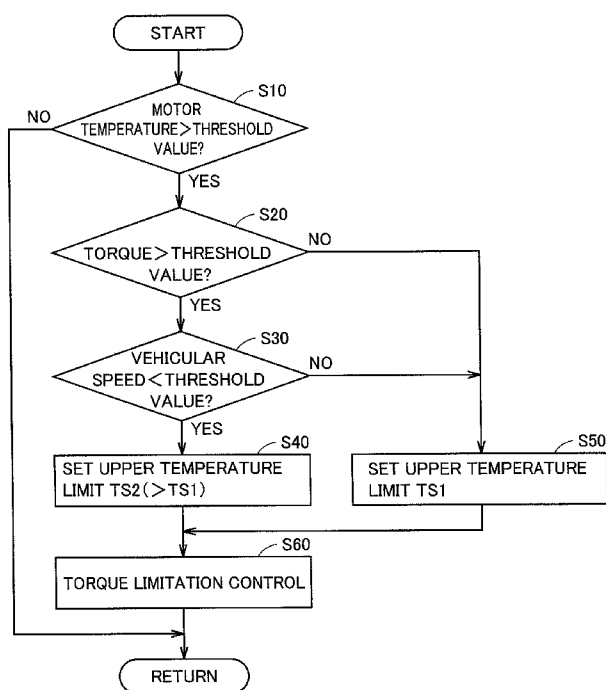 START
S10
NO
MOTOR
TEMPERATURE>THRESHOLD
VALUE?
YES
S20
NO
TORQUE>THRESHOLD
VALUE?
YES
S30
NO
VEHICULAR
SPEED<THRESHOLD
VALUE?
YES
S40
SET UPPER TEMPERATURE
LIMIT TS2(>TS1)
S50
SET UPPER TEMPERATURE
LIMIT TS1
S60
TORQUE LIMITATION CONTROL
RETURN